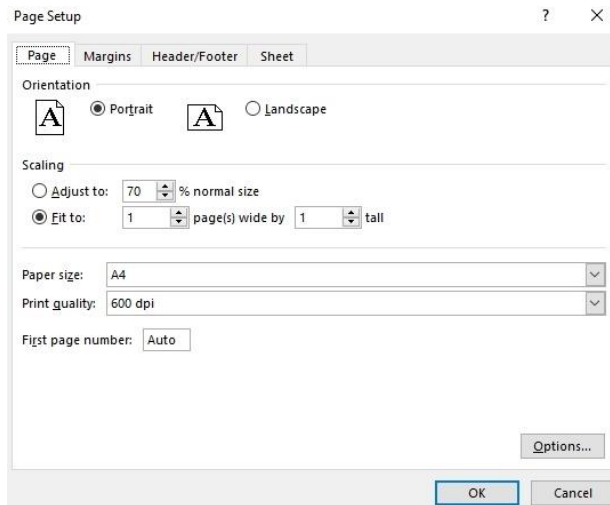 Page Setup ? X
Page Margins Header/Footer Sheet
Orientation
A Portrait A Landscape
Scaling
Adjust to: 70 % normal size
Fit to: 1 page(s) wide by 1 tall
Paper size: A4
Print quality: 600 dpi
First page number: Auto
Options...
OK Cancel